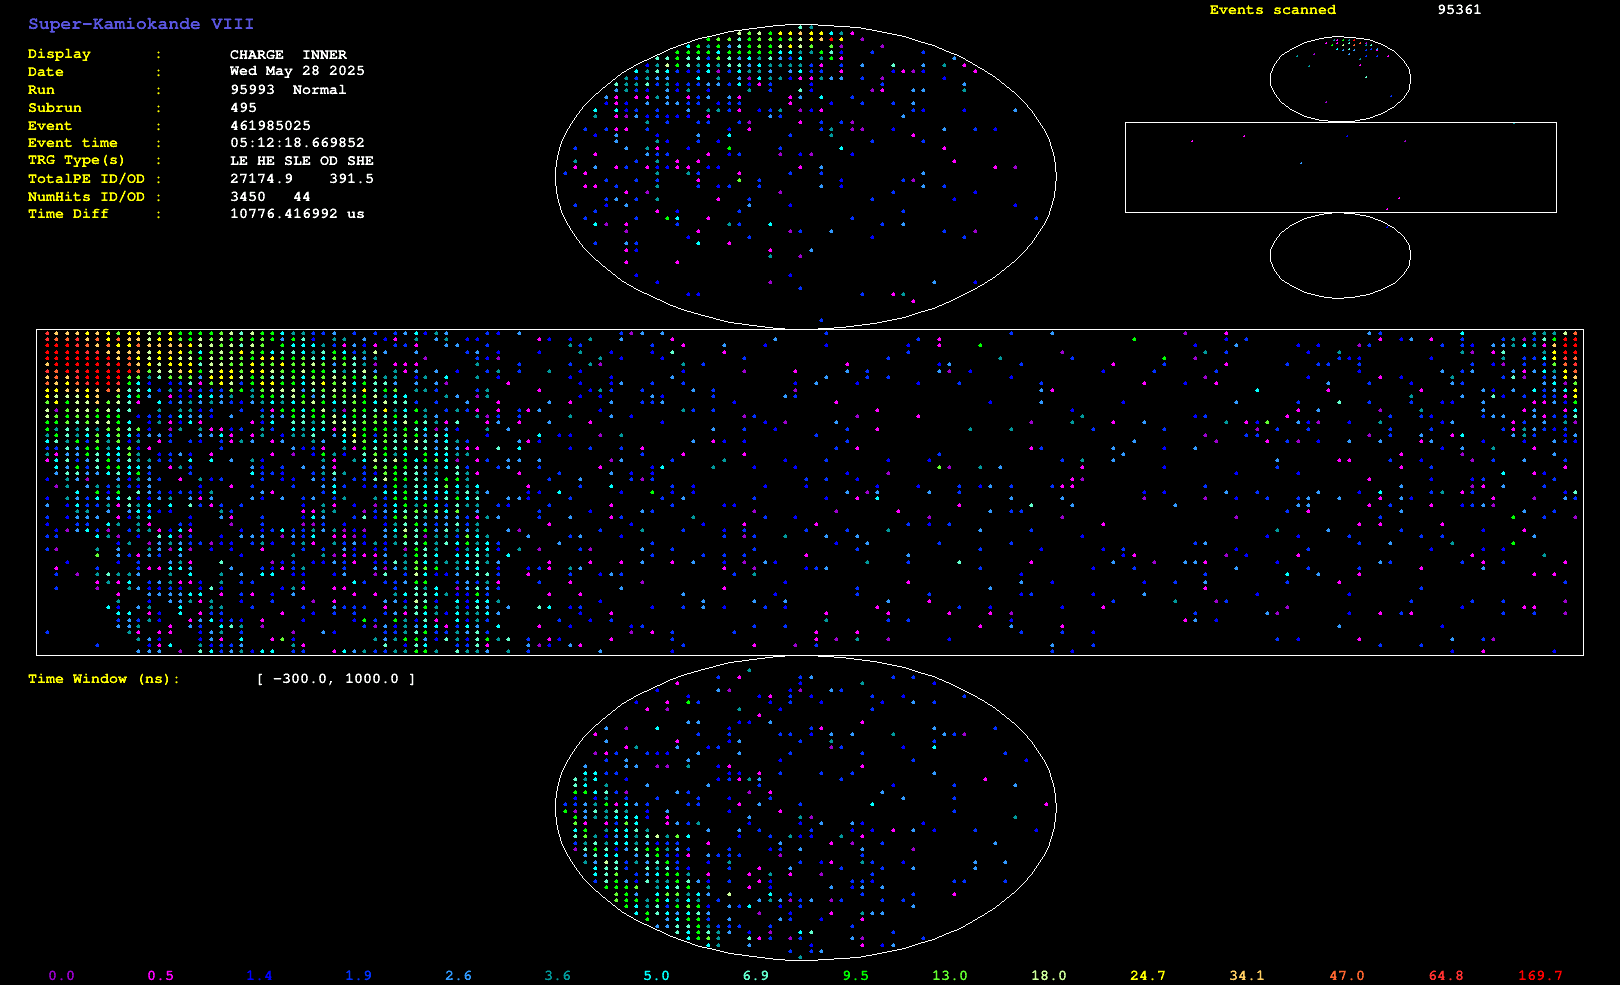 Super-Kamiokande VIII
Events scanned 95361
Display : CHARGE INNER
Date : Wed May 28 2025
Run : 95993 Normal
Subrun : 495
Event : 461985025
Event time : 05:12:18.669852
TRG Type(s) : LE HE SLE OD SHE
TotalPE ID/OD : 27174.9 391.5
NumHits ID/OD : 3450 44
Time Diff : 10776.416992 us
Time Window (ns): [ -300.0, 1000.0 ]
0.0 0.5 1.4 1.9 2.6 3.6 5.0 6.9 9.5 13.0 18.0 24.7 34.1 47.0 64.8 169.7